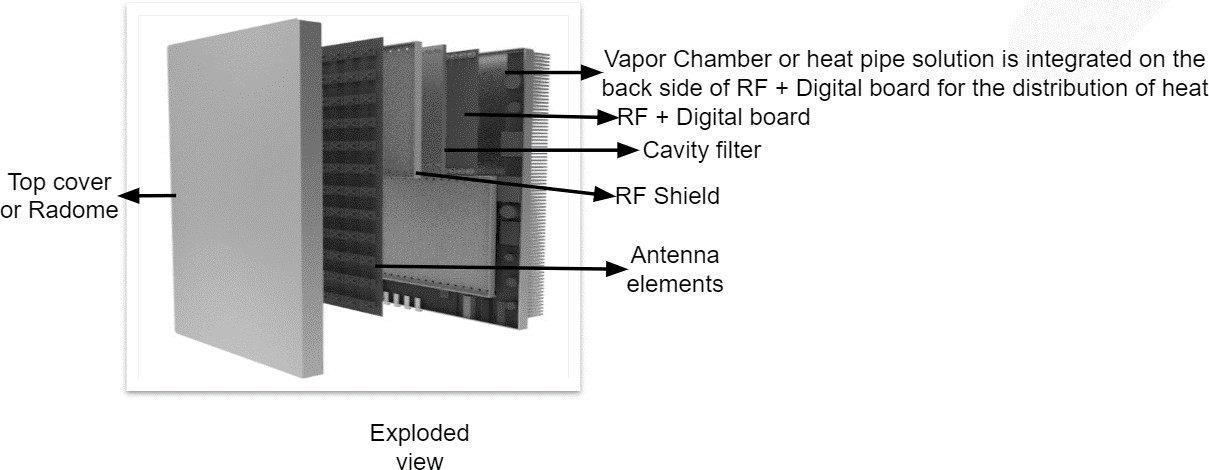 Vapor Chamber or heat pipe solution is integrated on the
back side of RF + Digital board for the distribution of heat
RF + Digital board
Cavity filter
RF Shield
Top cover
or Radome
Antenna
elements
Exploded
view